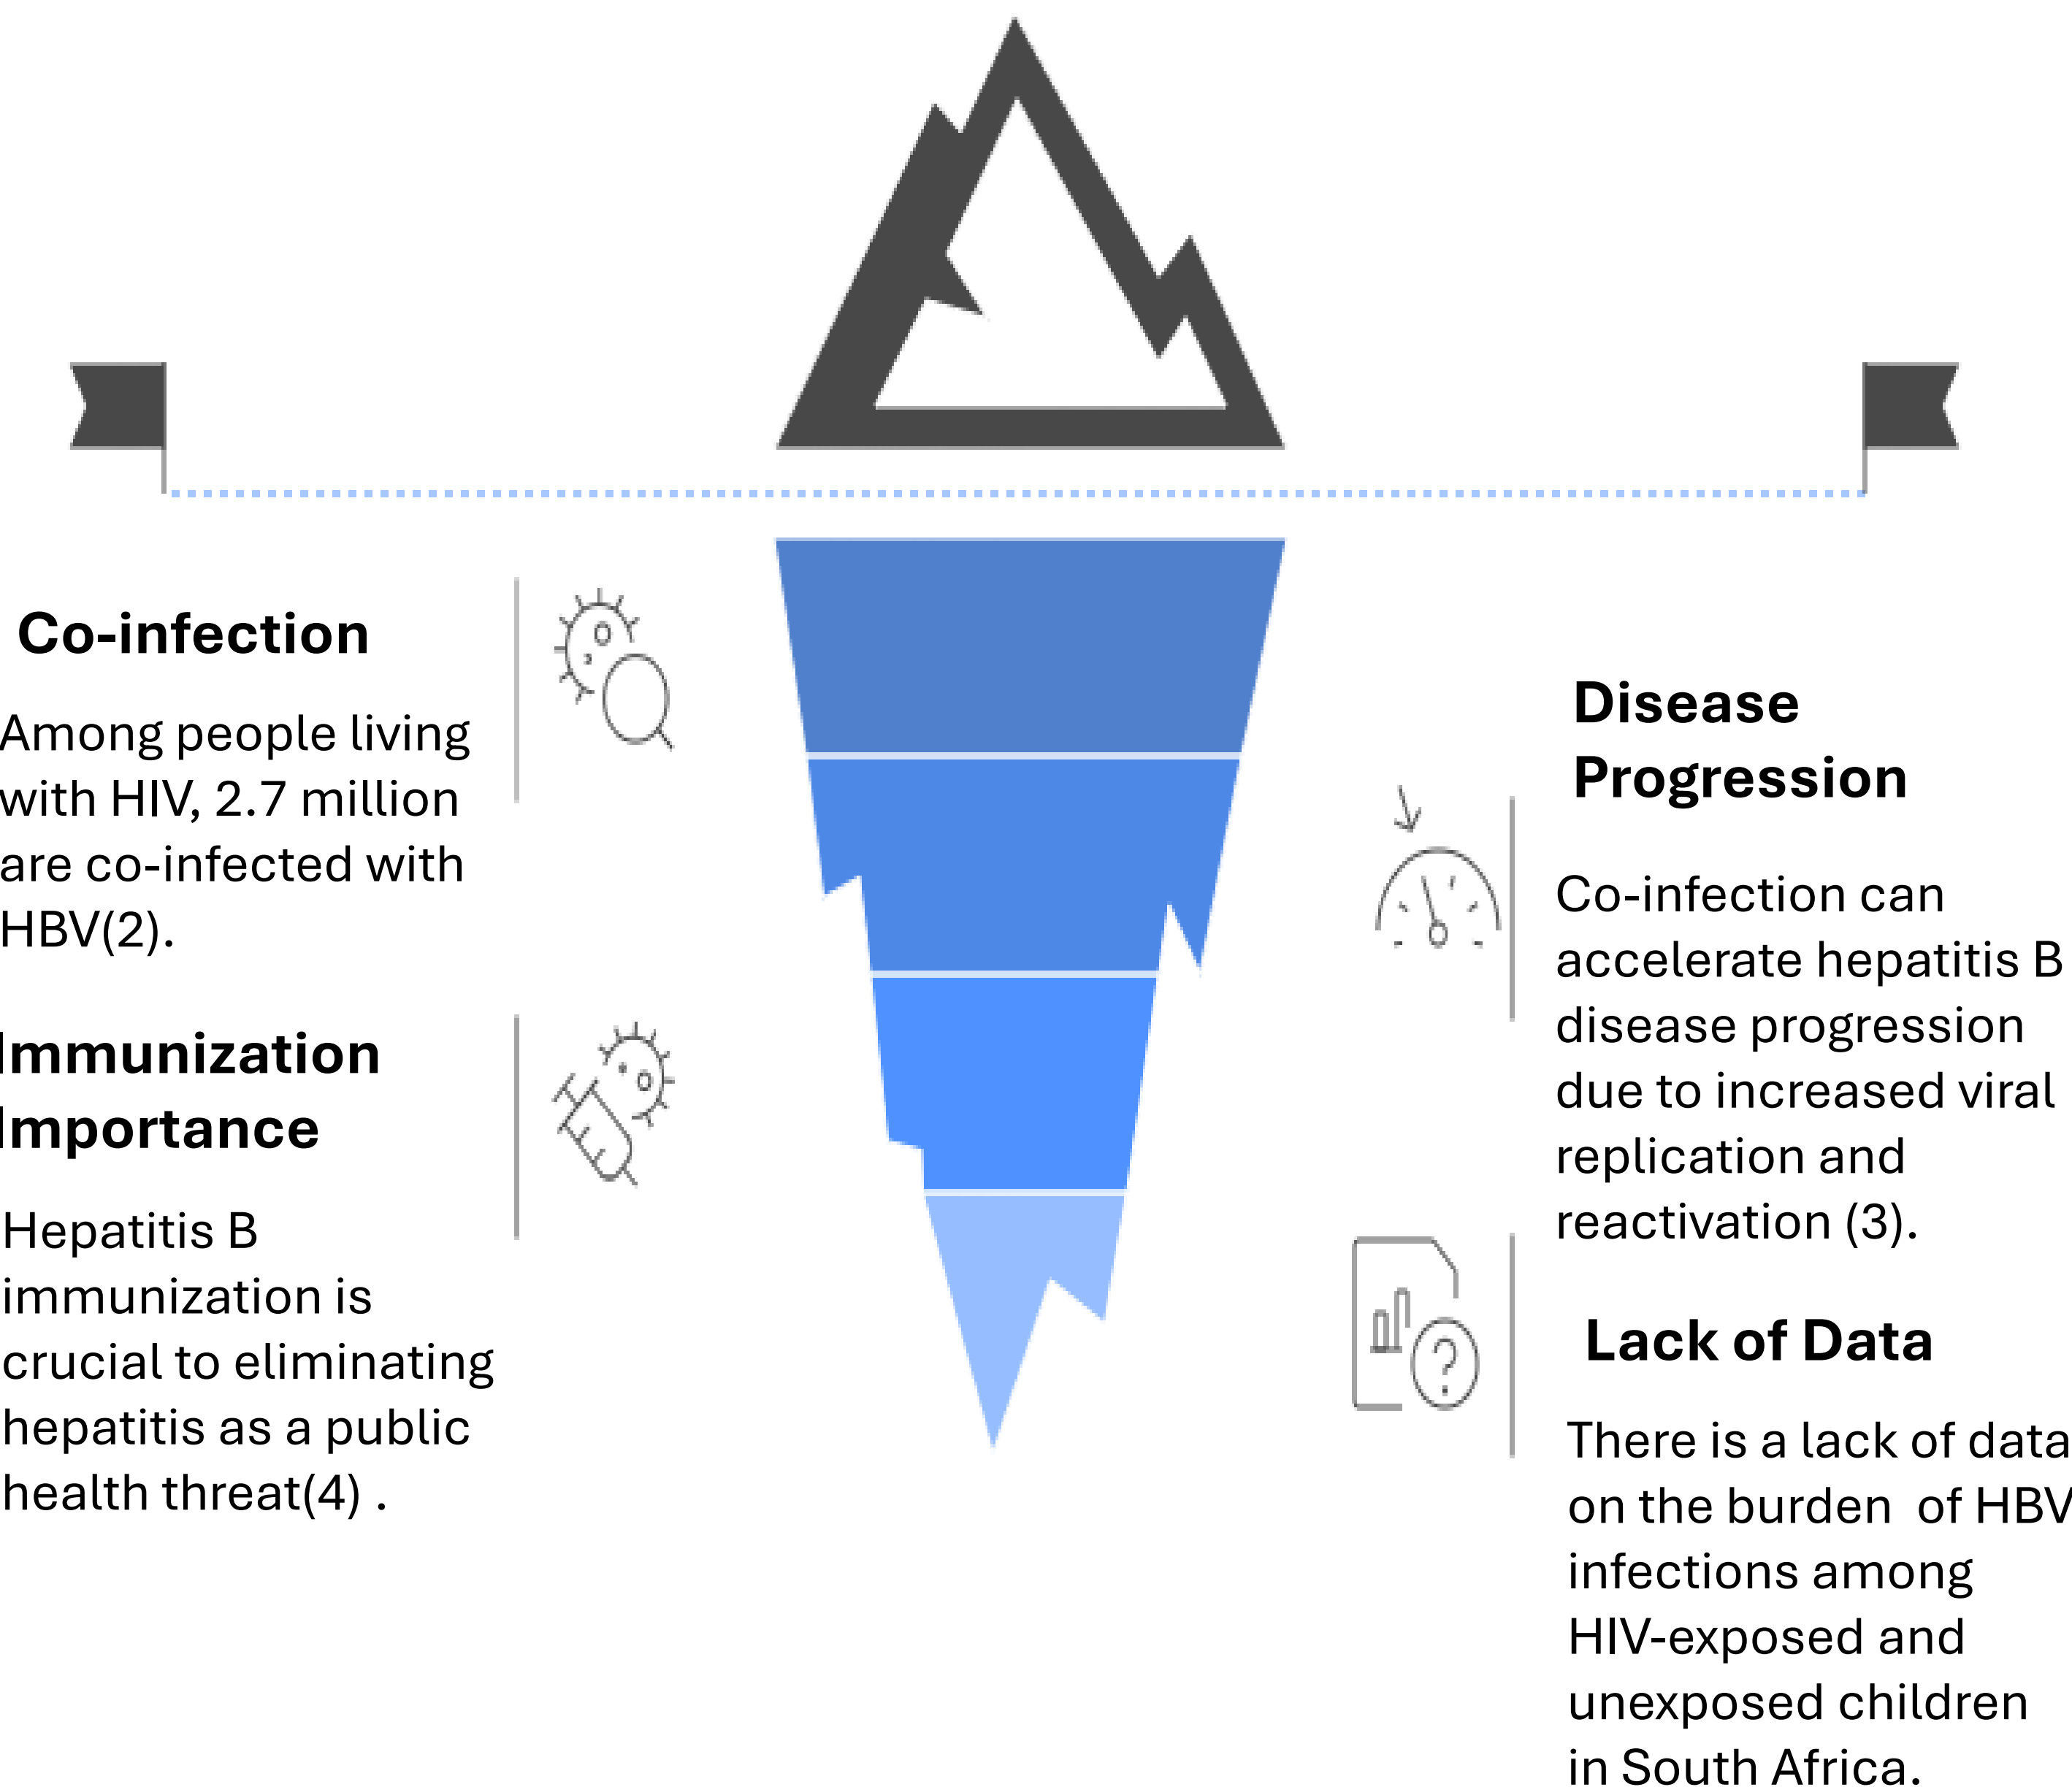 Co-infection
Among people living
with HIV, 2.7 million
are co-infected with
HBV(2).
Immunization
Importance
Hepatitis B
immunization is
crucial to eliminating
hepatitis as a public
health threat(4) .
Disease
Progression
Co-infection can
accelerate hepatitis B
disease progression
due to increased viral
replication and
reactivation (3).
Lack of Data
There is a lack of data
on the burden  of HBV
infections among
HIV-exposed and
unexposed children
in South Africa.